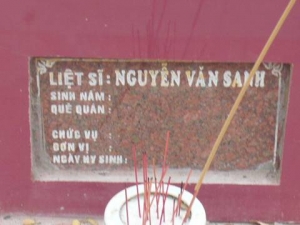 LIỆT SĨ: NGUYỄN VĂN SANH
SINH NĂM:
QUÊ QUÁN:
CHỨC VỤ:
ĐƠN VỊ:
NGÀY HY SINH: